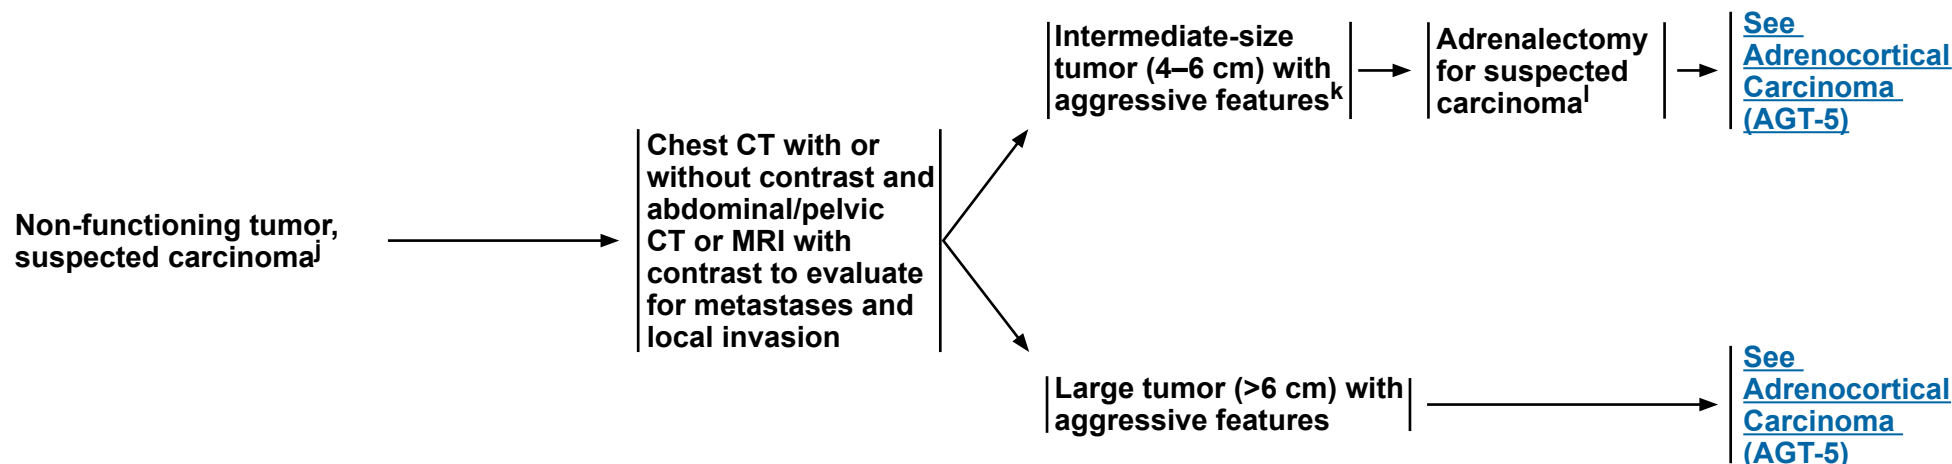 Non-functioning tumor,
suspected carcinomaj
Chest CT with or
without contrast and
abdominal/pelvic
CT or MRI with
contrast to evaluate
for metastases and
local invasion
Intermediate-size
tumor (4–6 cm) with
aggressive featuresk
Adrenalectomy
for suspected
carcinomal
See
Adrenocortical
Carcinoma
(AGT-5)
Large tumor (>6 cm) with
aggressive features
See
Adrenocortical
Carcinoma
(AGT-5)